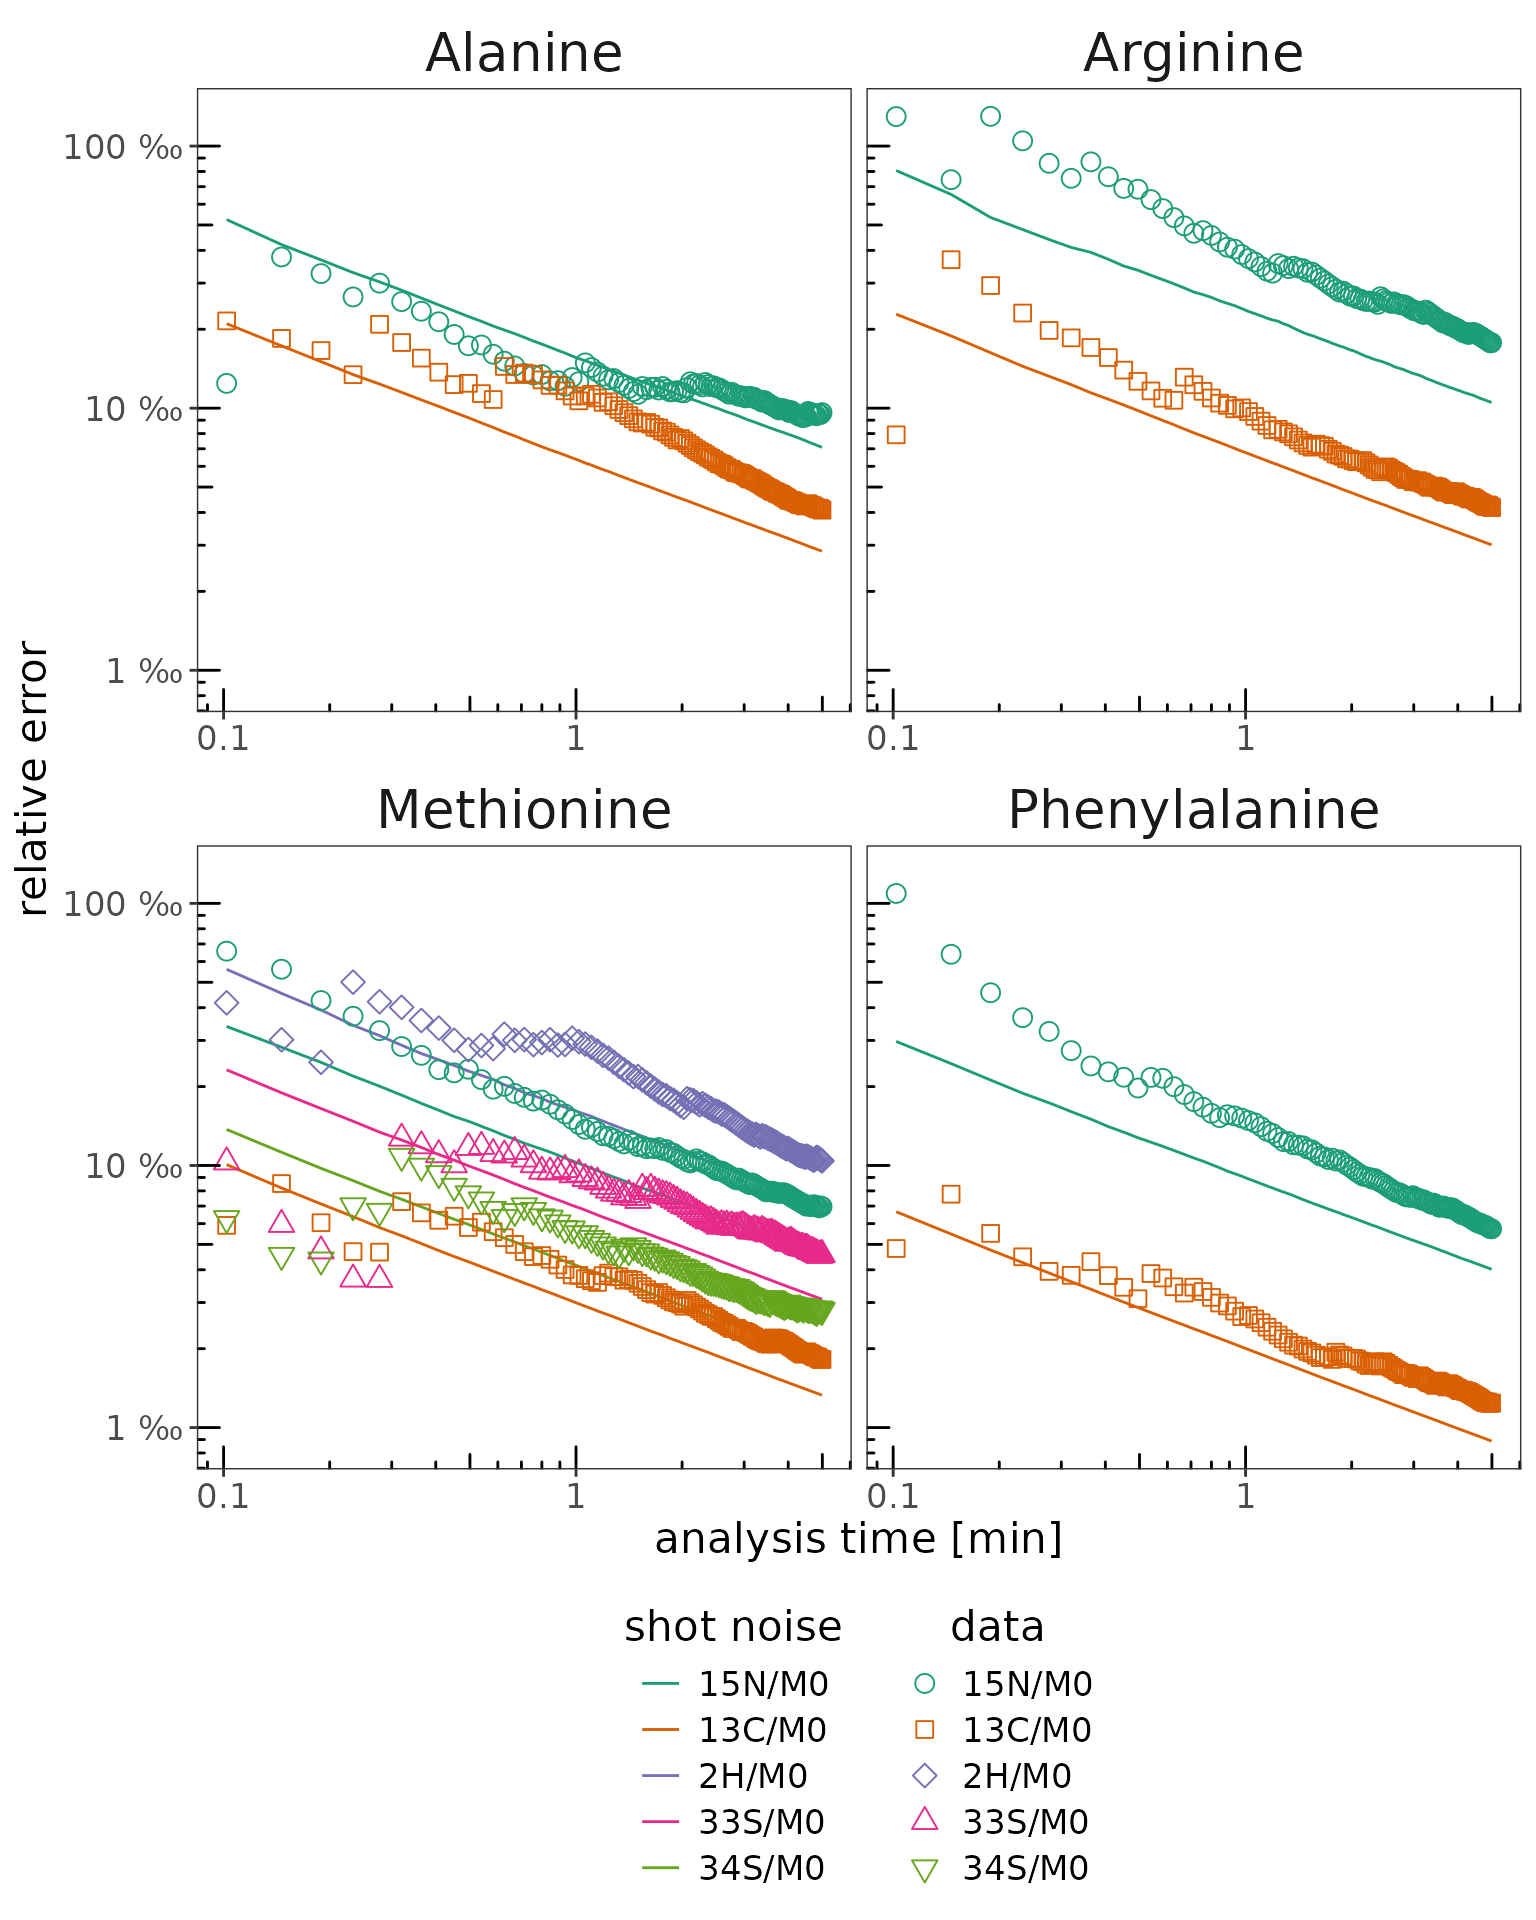 Alanine
Arginine
100 ‰
10 ‰
1 ‰
0.1
1
0.1
1
relative error
Methionine
Phenylalanine
100 ‰
10 ‰
1 ‰
0.1
1
0.1
1
analysis time [min]
shot noise
data
15N/M0
15N/M0
13C/M0
13C/M0
2H/M0
2H/M0
33S/M0
33S/M0
34S/M0
34S/M0